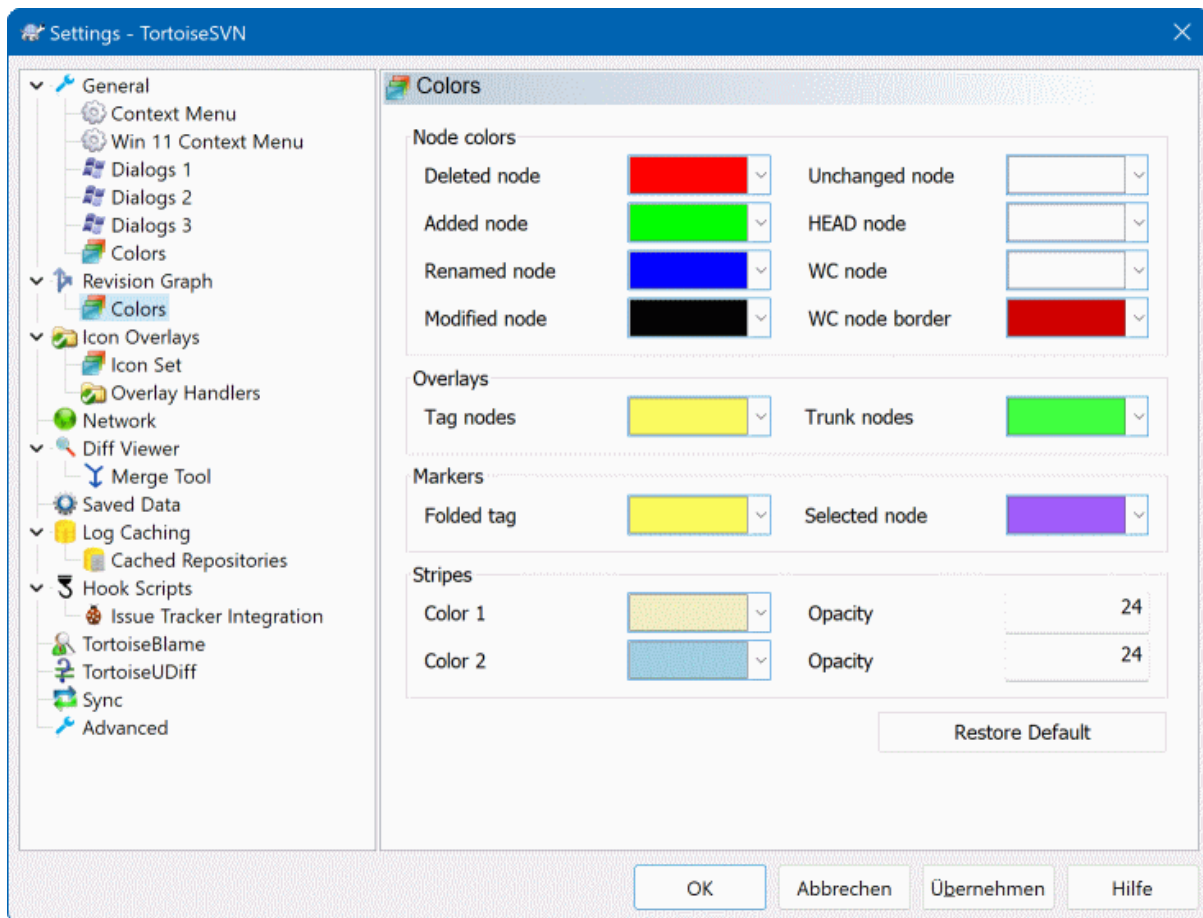 Settings - TortoiseSVN
General
Context Menu
Win 11 Context Menu
Dialogs 1
Dialogs 2
Dialogs 3
Colors
Revision Graph
Colors
Icon Overlays
Icon Set
Overlay Handlers
Network
Diff Viewer
Merge Tool
Saved Data
Log Caching
Cached Repositories
Hook Scripts
Issue Tracker Integration
TortoiseBlame
TortoiseUDiff
Sync
Advanced
Colors
Node colors
Deleted node Unchanged node
Added node HEAD node
Renamed node WC node
Modified node WC node border
Overlays
Tag nodes Trunk nodes
Markers
Folded tag Selected node
Stripes
Color 1 Opacity 24
Color 2 Opacity 24
Restore Default
OK Abbrechen Übernehmen Hilfe